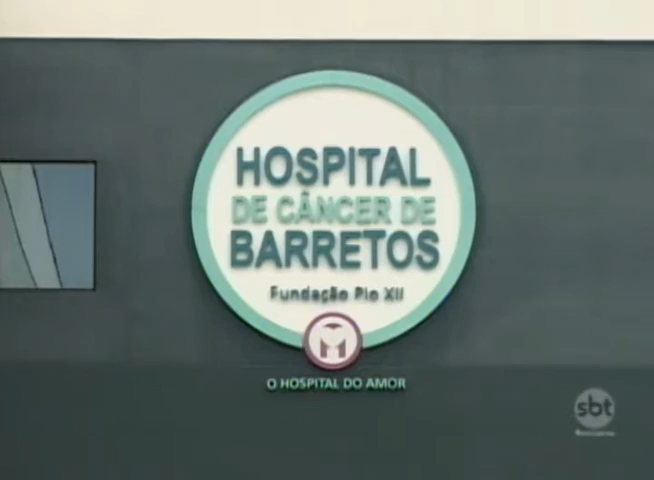 HOSPITAL
DE CÂNCER DE
BARRETOS
Fundação Pio XII
O HOSPITAL DO AMOR
sbt